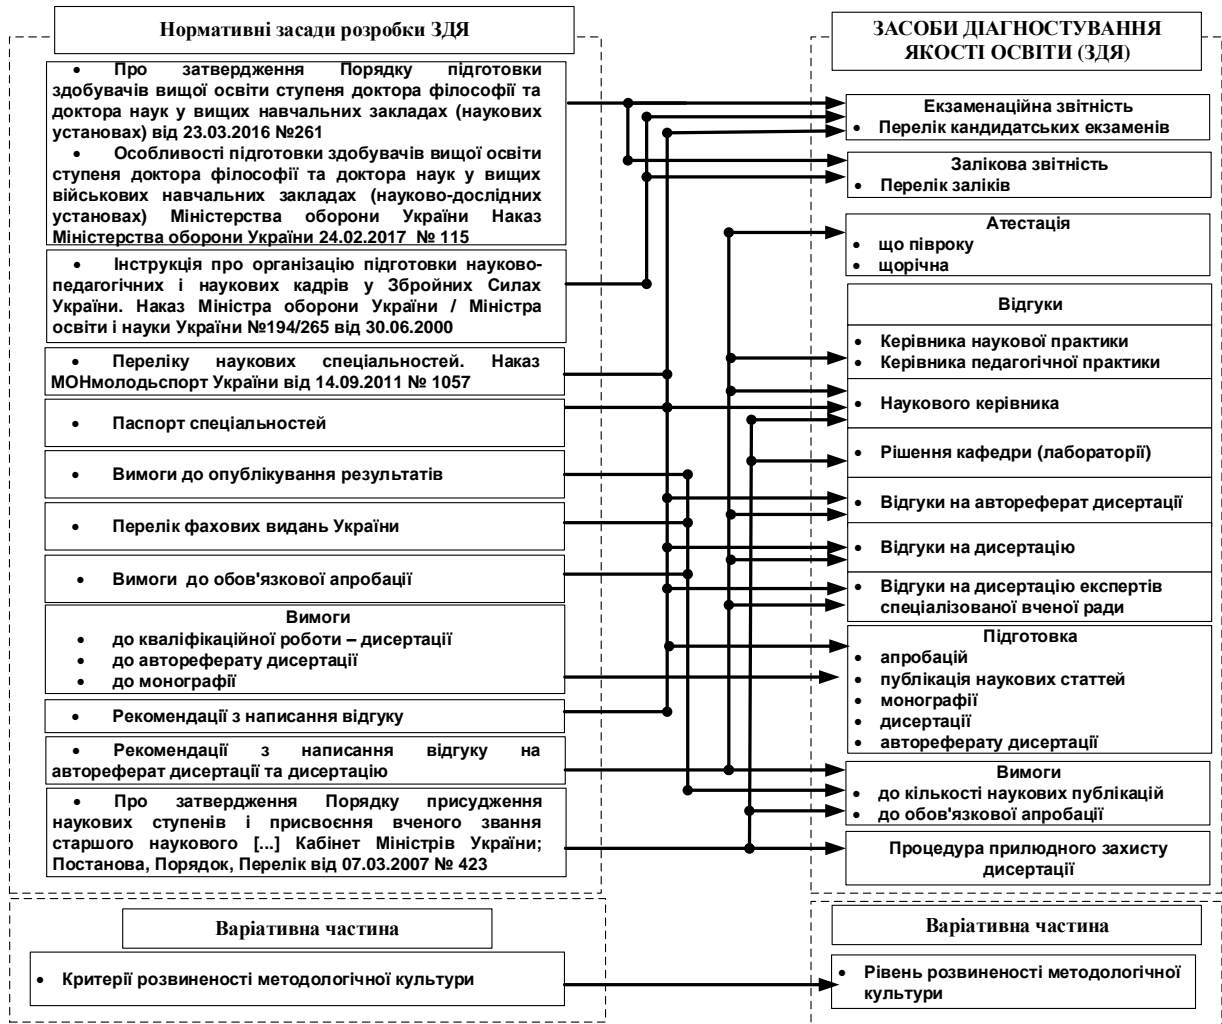 Нормативні засади розробки ЗДЯ
• Про затвердження Порядку підготовки
здобувачів вищої освіти ступеня доктора філософії та
доктора наук у вищих навчальних закладах (наукових
установах) від 23.03.2016 №261
• Особливості підготовки здобувачів вищої освіти
ступеня доктора філософії та доктора наук у вищих
військових навчальних закладах (науково-дослідних
установах) Міністерства оборони України Наказ
Міністерства оборони України 24.02.2017 № 115
• Інструкція про організацію підготовки науково-
педагогічних і наукових кадрів у Збройних Силах
України. Наказ Міністра оборони України / Міністра
освіти і науки України №194/265 від 30.06.2000
• Переліку наукових спеціальностей. Наказ
МОНмолодьспорт України від 14.09.2011 № 1057
• Паспорт спеціальностей
• Вимоги до опублікування результатів
• Перелік фахових видань України
• Вимоги до обов'язкової апробації
Вимоги
• до кваліфікаційної роботи – дисертації
• до автореферату дисертації
• до монографії
• Рекомендації з написання відгуку
• Рекомендації з написання відгуку на
автореферат дисертації та дисертацію
• Про затвердження Порядку присудження
наукових ступенів і присвоєння вченого звання
старшого наукового [...] Кабінет Міністрів України;
Постанова, Порядок, Перелік від 07.03.2007 № 423
Варіативна частина
• Критерії розвиненості методологічної культури
ЗАСОБИ ДІАГНОСТУВАННЯ
ЯКОСТІ ОСВІТИ (ЗДЯ)
Екзаменаційна звітність
• Перелік кандидатських екзаменів
Залікова звітність
• Перелік заліків
Атестація
• що півроку
• щорічна
Відгуки
• Керівника наукової практики
• Керівника педагогічної практики
• Наукового керівника
• Рішення кафедри (лабораторії)
• Відгуки на автореферат дисертації
• Відгуки на дисертацію
• Відгуки на дисертацію експертів
спеціалізованої вченої ради
Підготовка
• апробацій
• публікація наукових статтей
• монографії
• дисертації
• автореферату дисертації
Вимоги
• до кількості наукових публікацій
• до обов'язкової апробації
Процедура прилюдного захисту
дисертації
Варіативна частина
• Рівень розвиненості методологічної
культури